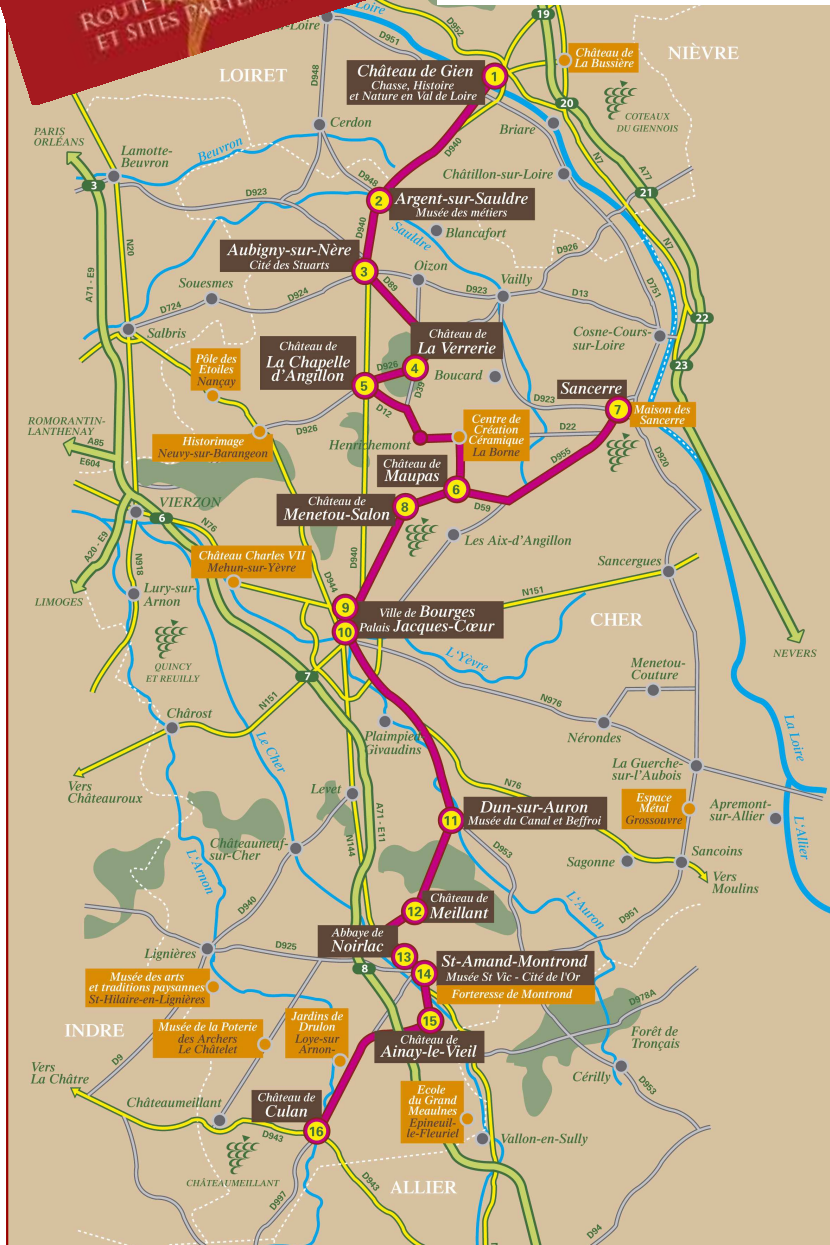 ROUTE
ET SITES PARTEN
-Loire
Loire
D951
D952
19
NIÈVRE
LOIRET
D948
Château de Gien
Chasse, Histoire
et Nature en Val de Loire
1
Château de
La Bussière
20
COTEAUX
DU GIENNOIS
PARIS
ORLÉANS
Lamotte-
Beuvron
Beuvron
Cerdon
D940
Briare
N7
A77
Châtillon-sur-Loire
3
D923
D948
2
Argent-sur-Sauldre
Musée des métiers
21
N20
D940
Sauldre
Blancafort
N7
Aubigny-sur-Nère
Cité des Stuarts
3
D926
A71 - E9
Souesmes
D924
D89
Oizon
D923
Vailly
D13
D751
D724
Salbris
22
Château de
La Verrerie
Cosne-Cours-
sur-Loire
Château de
La Chapelle
d'Angillon
D926
4
5
D39
Boucard
23
Pôle des
Etoiles
Nançay
D12
Sancerre
D923
7
Maison des
Sancerre
ROMORANTIN-
LANTHENAY
A85
E604
Historimage
Neuvy-sur-Barangeon
D926
Henrichemont
Centre de
Création
Céramique
La Borne
D22
D955
D920
Château de
Maupas
6
D59
VIERZON
6
N76
Château de
Menetou-Salon
8
Les Aix-d'Angillon
A20 - E9
N918
Château Charles VII
Mehun-sur-Yèvre
D940
D944
Sancergues
LIMOGES
Lury-sur-
Arnon
9
10
Ville de Bourges
Palais Jacques-Cœur
N151
CHER
QUINCY
ET REUILLY
L'Yèvre
NEVERS
Menetou-
Couture
7
N151
N976
Chârost
Le Cher
Plaimpied
Givaudins
Nérondes
La Loire
Vers
Châteauroux
Levet
A71 - E11
N76
La Guerche-
sur-l'Aubois
Dun-sur-Auron
Musée du Canal et Beffroi
11
Espace
Métal
Grossouvre
Apremont-
sur-Allier
L'Allier
Châteauneuf-
sur-Cher
N144
D953
Sagonne
Sancoins
L'Arnon
Vers
Moulins
D940
Château de
Meillant
12
L'Auron
D951
Lignières
D925
Abbaye de
Noirlac
13
8
14
St-Amand-Montrond
Musée St Vic - Cité de l'Or
Forteresse de Montrond
Musée des arts
et traditions paysannes
St-Hilaire-en-Lignières
D978A
INDRE
Musée de la Poterie
des Archers
Le Châtelet
Jardins de
Drulon
Loye-sur
Arnon-
15
Château de
Ainay-le-Vieil
Forêt de
Tronçais
D9
Vers
La Châtre
Cérilly
D953
Châteaumeillant
Château de
Culan
16
Ecole
du Grand
Meaulnes
Epineuil-
le-Fleuriel
Vallon-en-Sully
D943
CHÂTEAUMEILLANT
D943
ALLIER
D997
D94